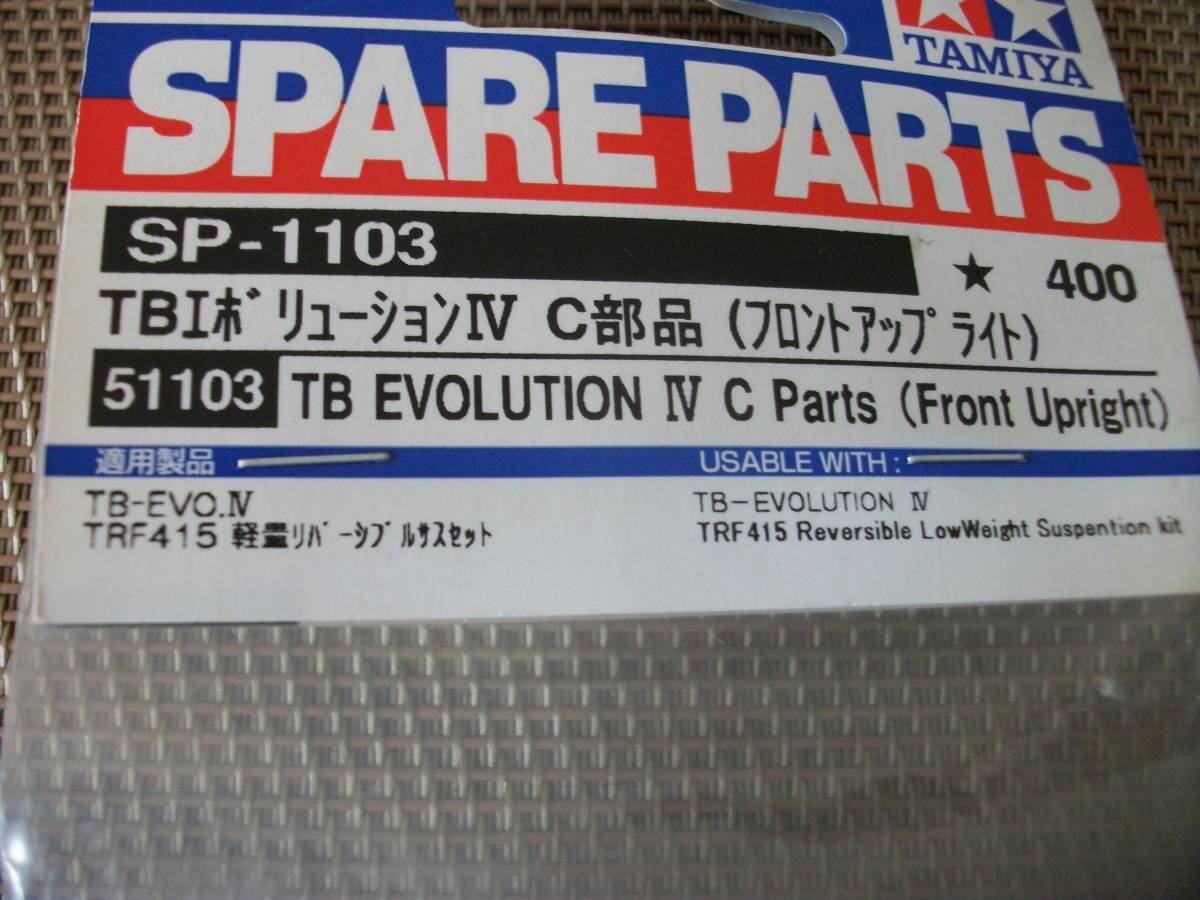 TAMIYA
SPARE PARTS
SP-1103 ★ 400
TBエボリューションⅣ C部品 (フロントアップライト)
51103 TB EVOLUTION Ⅳ C Parts (Front Upright)
適用製品 USABLE WITH :
TB-EVO.Ⅳ TB-EVOLUTION Ⅳ
TRF415 軽量リバーシブルサスセット TRF415 Reversible LowWeight Suspention kit